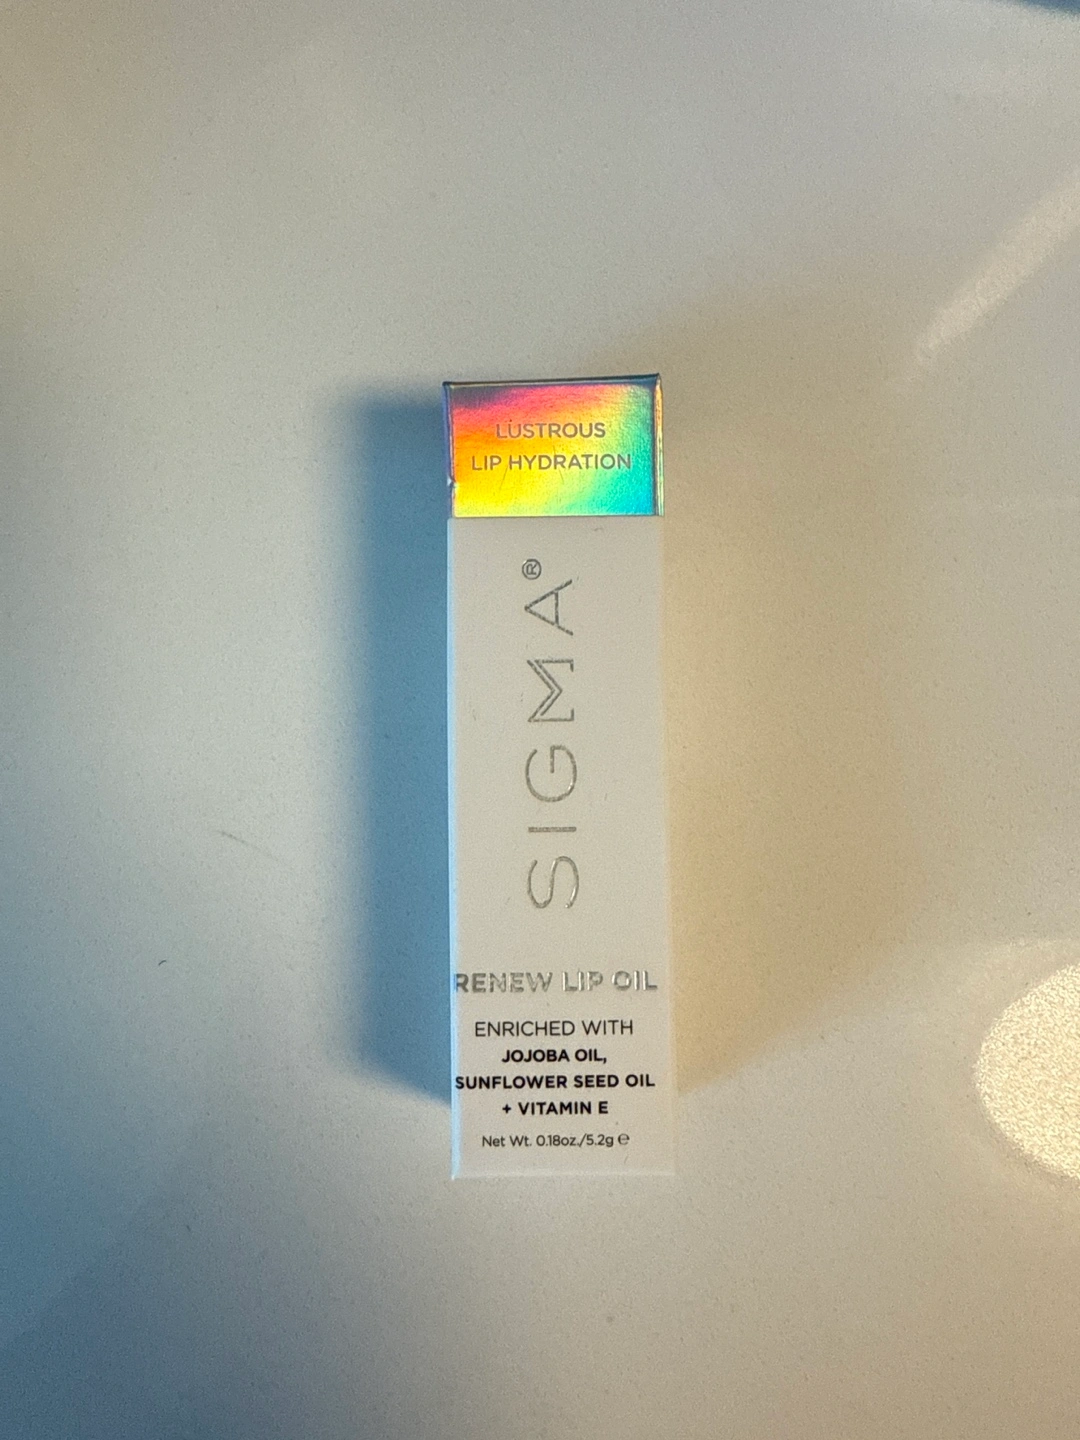 LUSTROUS
LIP HYDRATION
SIGMA®
RENEW LIP OIL
ENRICHED WITH
JOJOBA OIL,
SUNFLOWER SEED OIL
+ VITAMIN E
Net Wt. 0.18oz./5.2g ℮